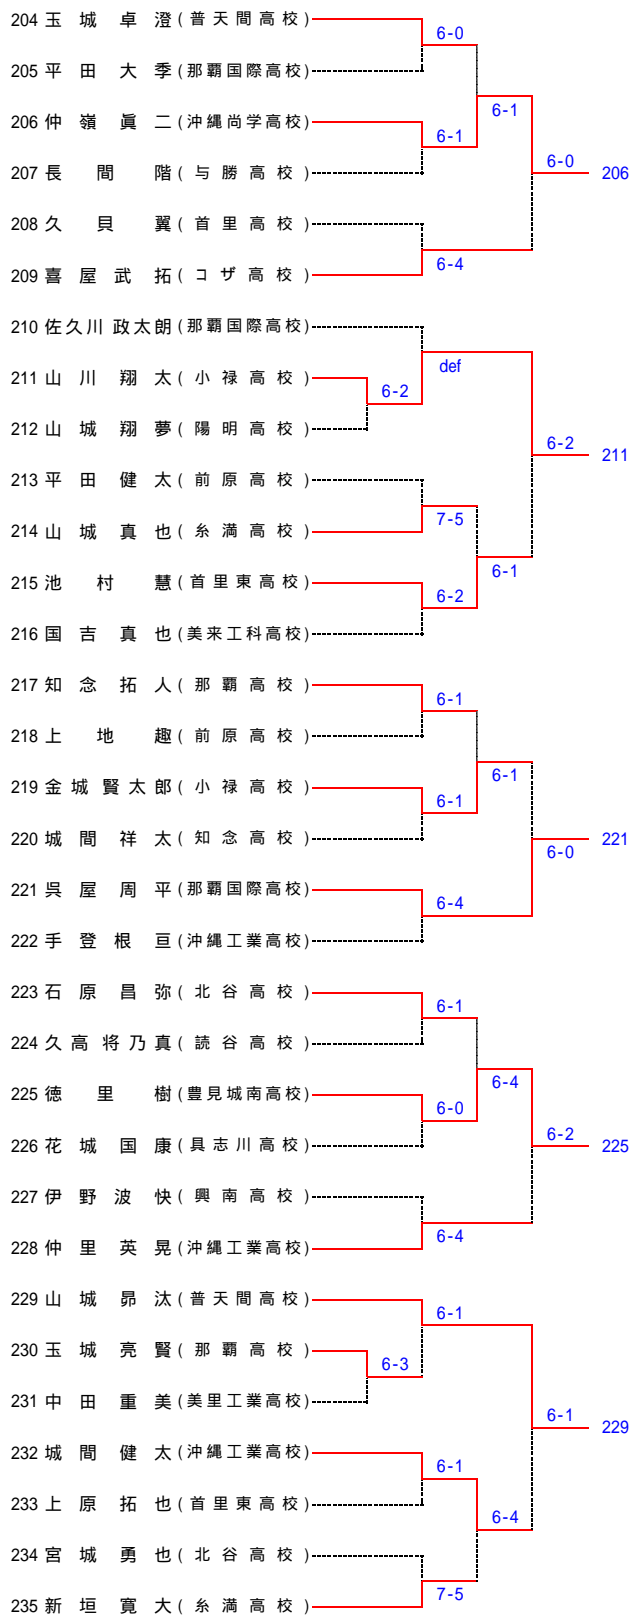 204 玉城卓澄 (普天間高校) 6-0
205 平田大季 (那覇国際高校) 6-1
206 仲嶺眞二 (沖縄尚学高校) 6-1
6-0 206
207 長間階 (与勝高校)
208 久貝翼 (首里高校)
6-4
209 喜屋武拓 (コザ高校)
210 佐久川政太朗 (那覇国際高校)
def
211 山川翔太 (小禄高校) 6-2
212 山城翔夢 (陽明高校) 6-2 211
213 平田健太 (前原高校)
7-5
214 山城真也 (糸満高校)
6-1
215 池村慧 (首里東高校) 6-2
216 国吉真也 (美来工科高校)
217 知念拓人 (那覇高校) 6-1
218 上地趣 (前原高校)
6-1
219 金城賢太郎 (小禄高校) 6-1
220 城間祥太 (知念高校) 221
6-0
221 呉屋周平 (那覇国際高校) 6-4
222 手登根亘 (沖縄工業高校)
223 石原昌弥 (北谷高校) 6-1
224 久高将乃真 (読谷高校)
6-4
225 徳里樹 (豊見城南高校) 6-0
226 花城国康 (具志川高校) 6-2 225
227 伊野波快 (興南高校)
6-4
228 仲里英晃 (沖縄工業高校)
229 山城昴汰 (普天間高校) 6-1
230 玉城亮賢 (那覇高校) 6-3
231 中田重美 (美里工業高校) 6-1 229
232 城間健太 (沖縄工業高校) 6-1
233 上原拓也 (首里東高校) 6-4
234 宮城勇也 (北谷高校)
7-5
235 新垣寛大 (糸満高校)